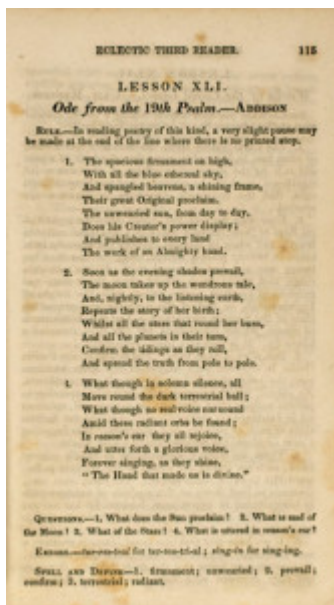 ECLECTIC THIRD READER. 115
LESSON XLI.
Ode from the 19th Psalm.—ADDISON
RULE.—In reading poetry of this kind, a very slight pause may
be made at the end of the line where there is no printed stop.
1. The spacious firmament on high,
With all the blue ethereal sky,
And spangled heavens, a shining frame,
Their great Original proclaim.
The unwearied sun, from day to day,
Does his Creator's power display;
And publishes to every land
The work of an Almighty hand.
2. Soon as the evening shades prevail,
The moon takes up the wondrous tale,
And, nightly, to the listening earth,
Repeats the story of her birth;
Whilst all the stars that round her burn,
And all the planets in their turn,
Confirm the tidings as they roll,
And spread the truth from pole to pole.
What though in solemn silence, all
Move round the dark terrestrial ball;
What though no real voice nor sound
Amid these radiant orbs be found;
In reason's ear they all rejoice,
And utter forth a glorious voice,
Forever singing, as they shine,
"The Hand that made us is divine."
QUESTIONS.—1. What does the Sun proclaim? 2. What is said of
the Moon? 3. What of the Stars? 4. What is uttered in reason's ear?
ERRORS.— for ter-res-tri-al; sing-in for sing-ing.
SPELL AND DEFINE—1. firmament; unwearied; 2. prevail;
confirm; 3. terrestrial; radiant.